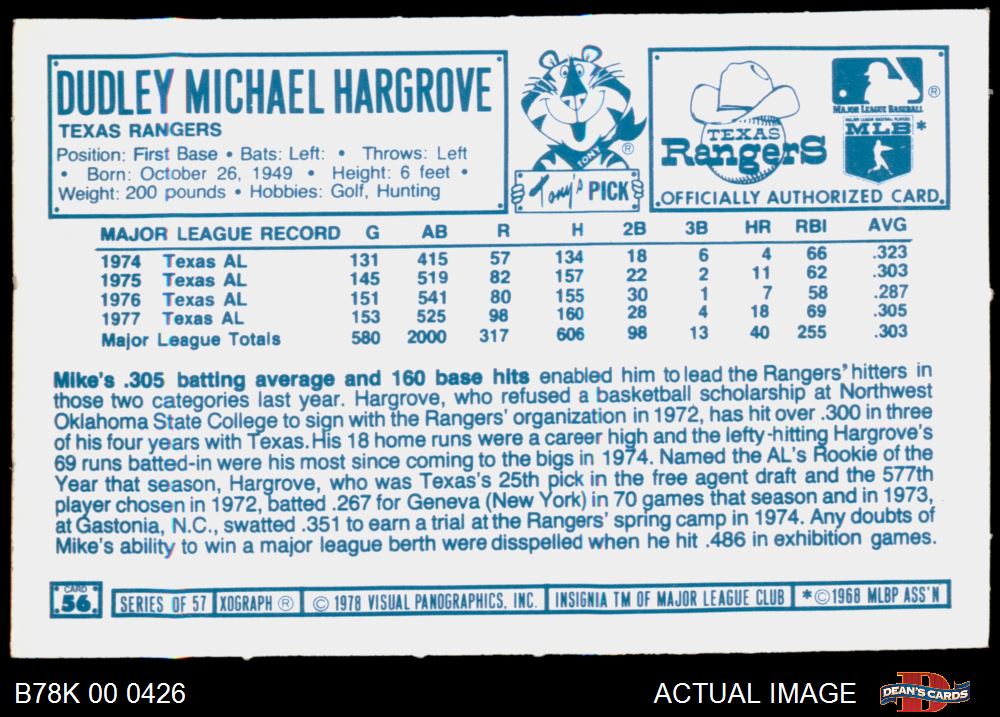 DUDLEY MICHAEL HARGROVE
TEXAS RANGERS
Position: First Base • Bats: Left: • Throws: Left
• Born: October 26, 1949 • Height: 6 feet •
Weight: 200 pounds • Hobbies: Golf, Hunting
TONY
®
Tony's PICK
TEXAS
RangerS
®
MAJOR LEAGUE BASEBALL
MAJOR LEAGUE BASEBALL PLAYERS
MLB*
OFFICIALLY AUTHORIZED CARD
MAJOR LEAGUE RECORD G AB R H 2B 3B HR RBI AVG
1974 Texas AL 131 415 57 134 18 6 4 66 .323
1975 Texas AL 145 519 82 157 22 2 11 62 .303
1976 Texas AL 151 541 80 155 30 1 7 58 .287
1977 Texas AL 153 525 98 160 28 4 18 69 .305
Major League Totals 580 2000 317 606 98 13 40 255 .303
Mike's .305 batting average and 160 base hits enabled him to lead the Rangers' hitters in
those two categories last year. Hargrove, who refused a basketball scholarship at Northwest
Oklahoma State College to sign with the Rangers' organization in 1972, has hit over .300 in three
of his four years with Texas. His 18 home runs were a career high and the lefty-hitting Hargrove's
69 runs batted-in were his most since coming to the bigs in 1974. Named the AL's Rookie of the
Year that season, Hargrove, who was Texas's 25th pick in the free agent draft and the 577th
player chosen in 1972, batted .267 for Geneva (New York) in 70 games that season and in 1973,
at Gastonia, N.C., swatted .351 to earn a trial at the Rangers' spring camp in 1974. Any doubts of
Mike's ability to win a major league berth were disspelled when he hit .486 in exhibition games.
CARD
56
SERIES OF 57 XOGRAPH ® © 1978 VISUAL PANOGRAPHICS, INC. INSIGNIA TM OF MAJOR LEAGUE CLUB *©1968 MLBP ASS'N
B78K 00 0426
ACTUAL IMAGE
DEAN'S CARDS